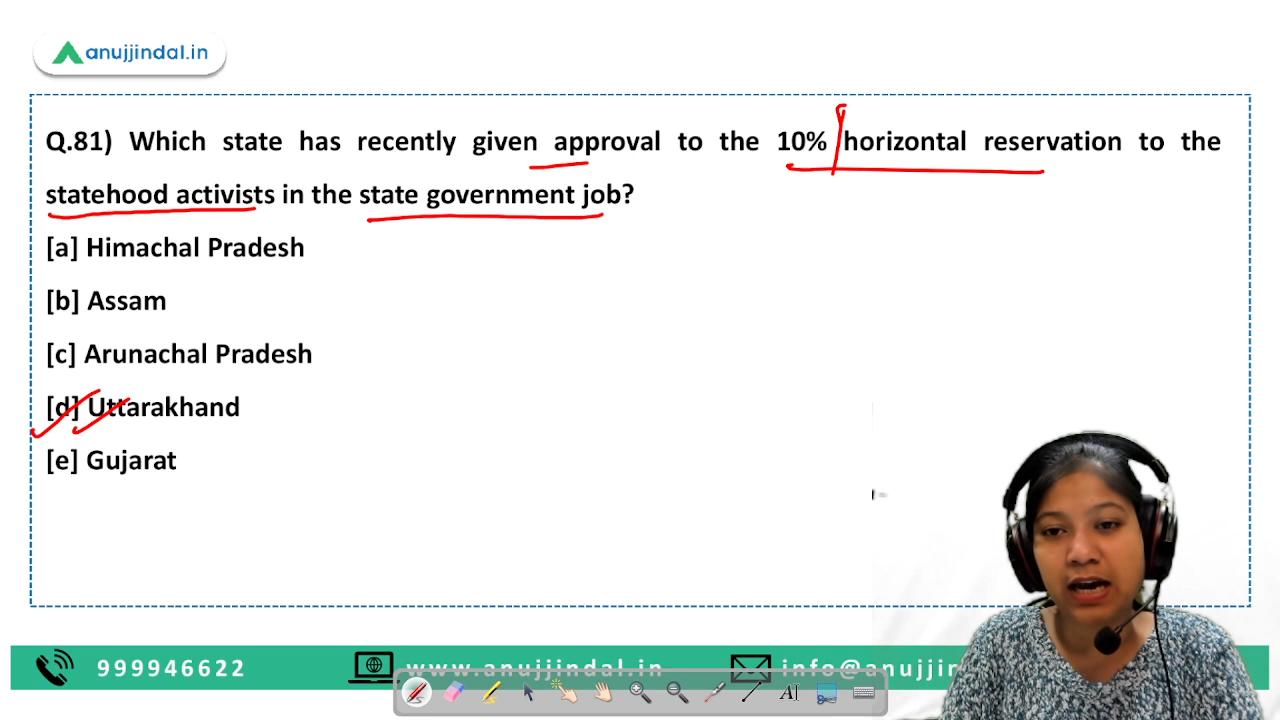 anujjindal.in
Q.81) Which state has recently given approval to the 10% horizontal reservation to the
statehood activists in the state government job?
[a] Himachal Pradesh
[b] Assam
[c] Arunachal Pradesh
[d] Uttarakhand
[e] Gujarat
999946622 www.anujjindal.in info@anujjin